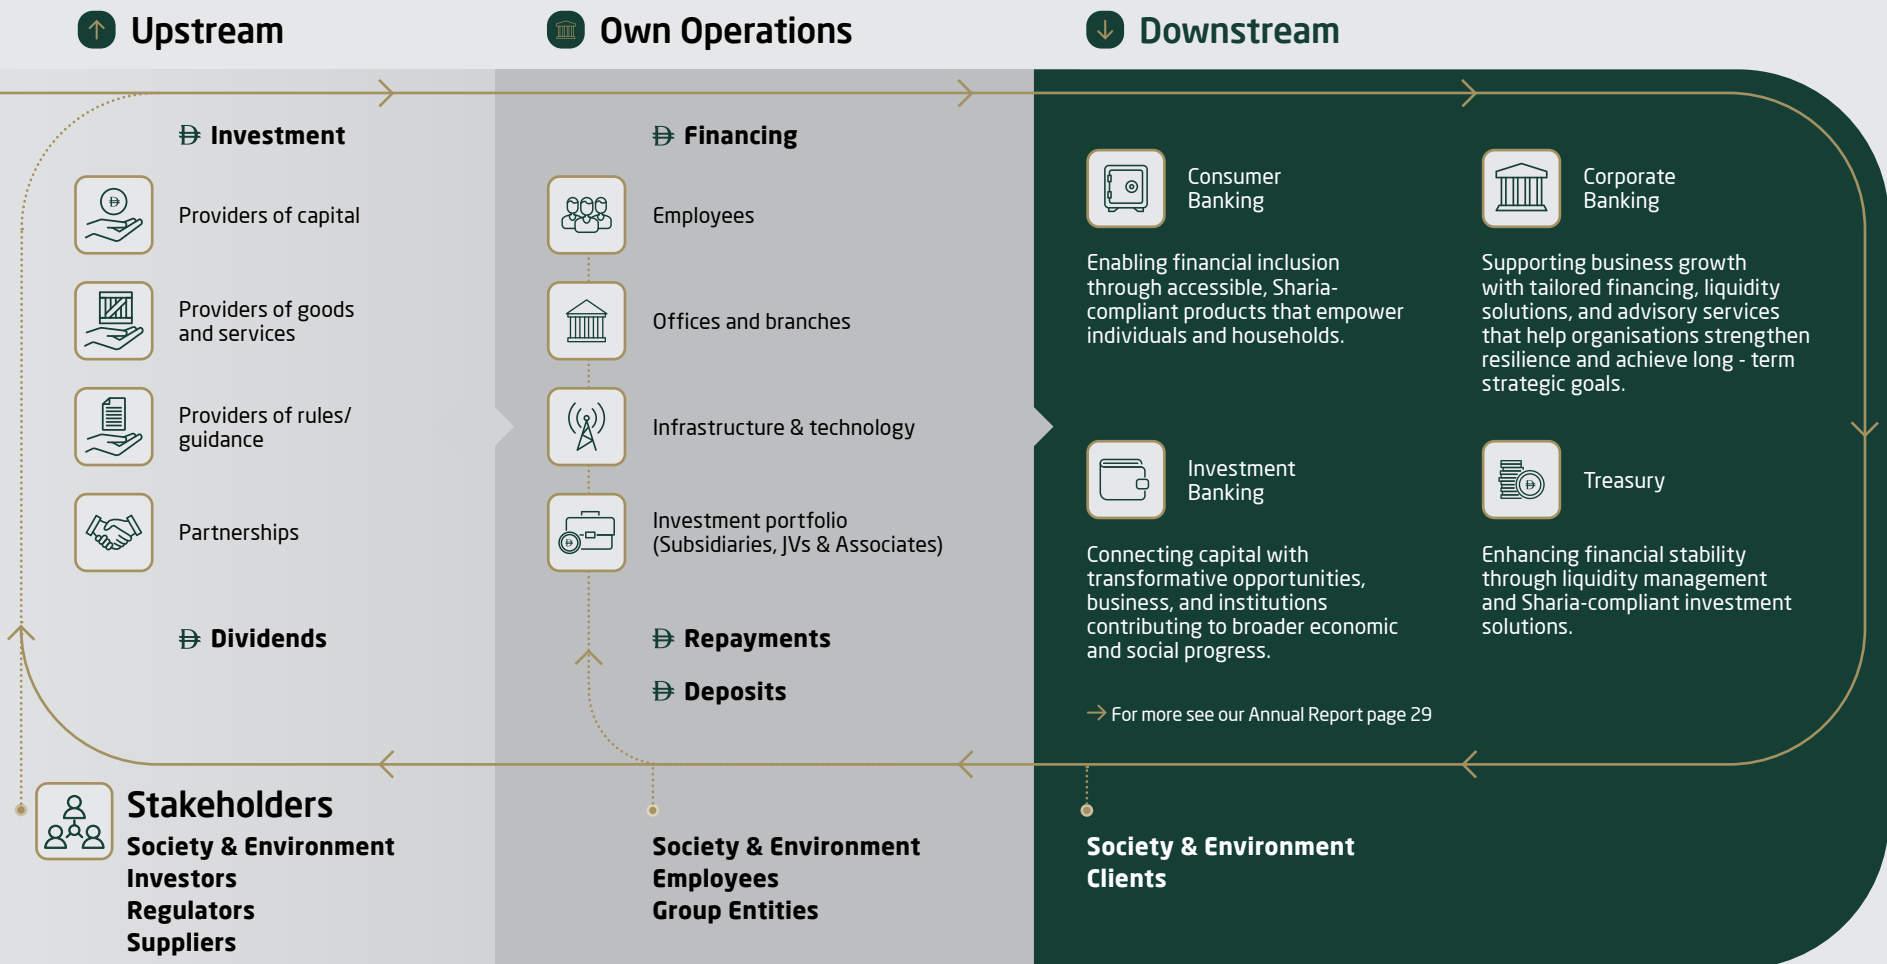 Upstream
Investment
Providers of capital
Providers of goods
and services
Providers of rules/
guidance
Partnerships
Dividends
Stakeholders
Society & Environment
Investors
Regulators
Suppliers
Own Operations
Financing
Employees
Offices and branches
Infrastructure & technology
Investment portfolio
(Subsidiaries, JVs & Associates)
Repayments
Deposits
Society & Environment
Employees
Group Entities
Downstream
Consumer
Banking
Enabling financial inclusion
through accessible, Sharia-
compliant products that empower
individuals and households.
Corporate
Banking
Supporting business growth
with tailored financing, liquidity
solutions, and advisory services
that help organisations strengthen
resilience and achieve long - term
strategic goals.
Investment
Banking
Connecting capital with
transformative opportunities,
business, and institutions
contributing to broader economic
and social progress.
Treasury
Enhancing financial stability
through liquidity management
and Sharia-compliant investment
solutions.
For more see our Annual Report page 29
Society & Environment
Clients